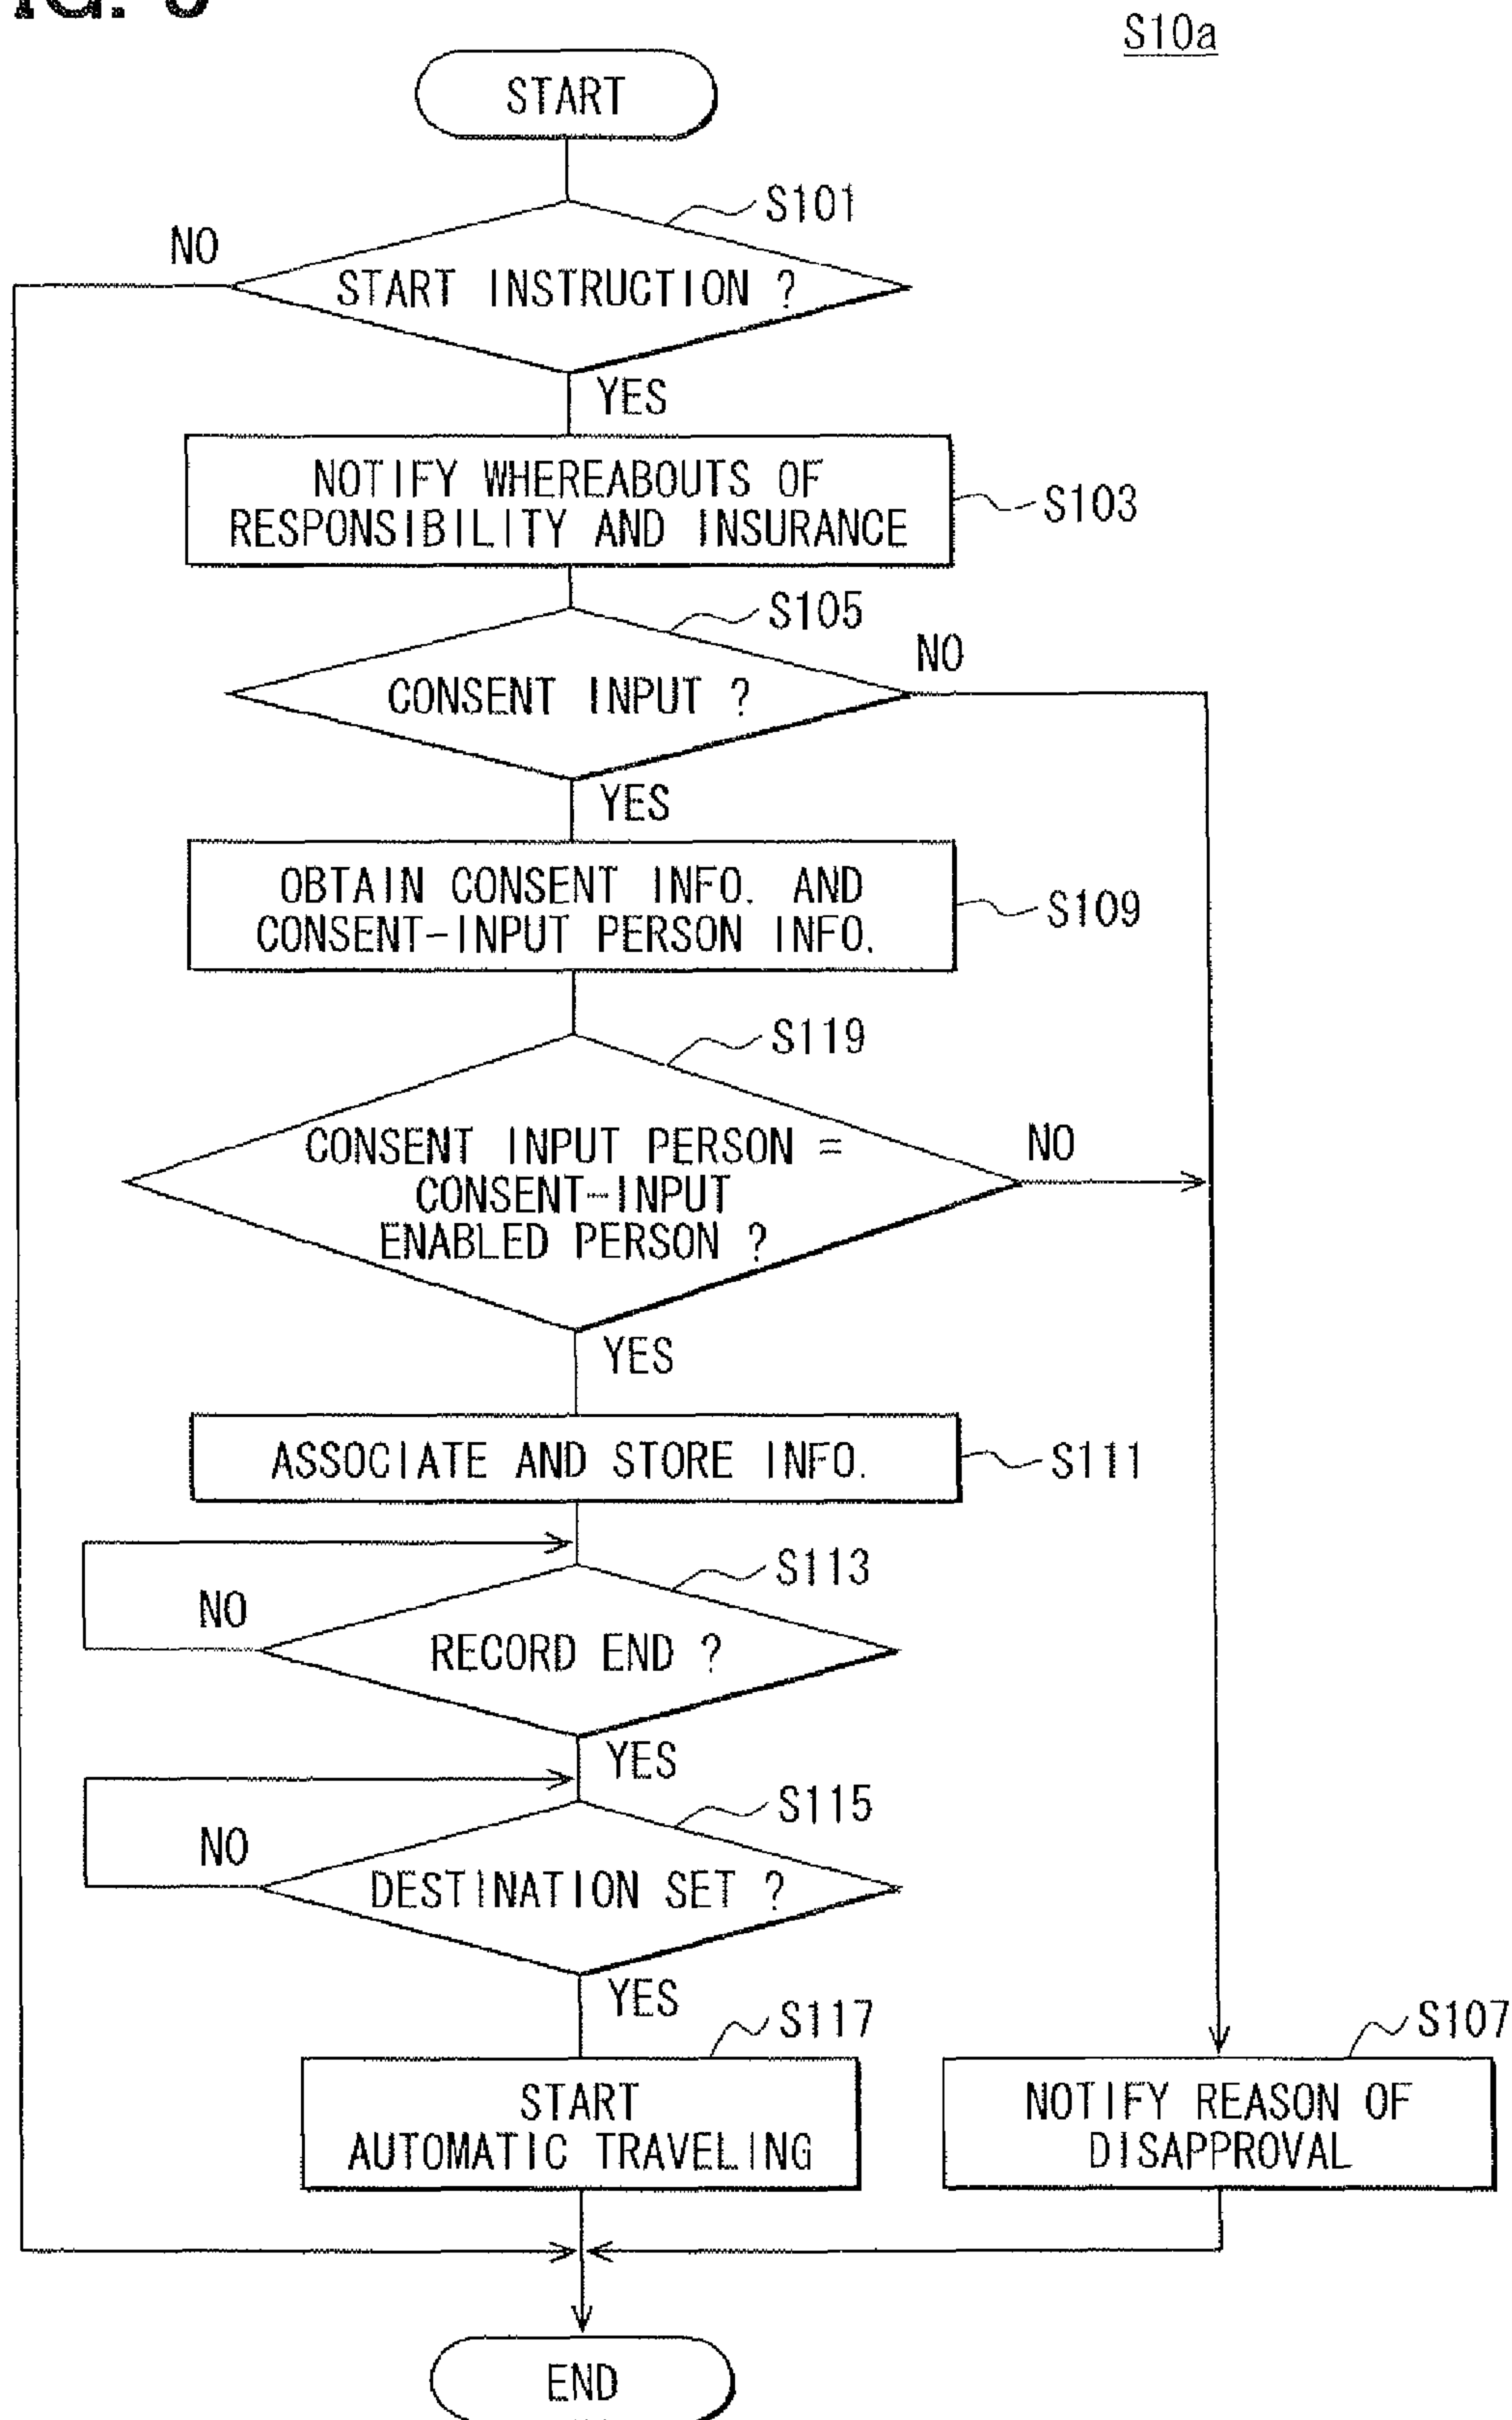 S10a
START
S101
NO
START INSTRUCTION ?
YES
NOTIFY WHEREABOUTS OF
RESPONSIBILITY AND INSURANCE
S103
S105
NO
CONSENT INPUT ?
YES
OBTAIN CONSENT INFO. AND
CONSENT-INPUT PERSON INFO.
S109
S119
CONSENT INPUT PERSON =
CONSENT-INPUT
ENABLED PERSON ?
NO
YES
ASSOCIATE AND STORE INFO.
S111
S113
NO
RECORD END ?
YES
S115
NO
DESTINATION SET ?
YES
S117
START
AUTOMATIC TRAVELING
S107
NOTIFY REASON OF
DISAPPROVAL
END